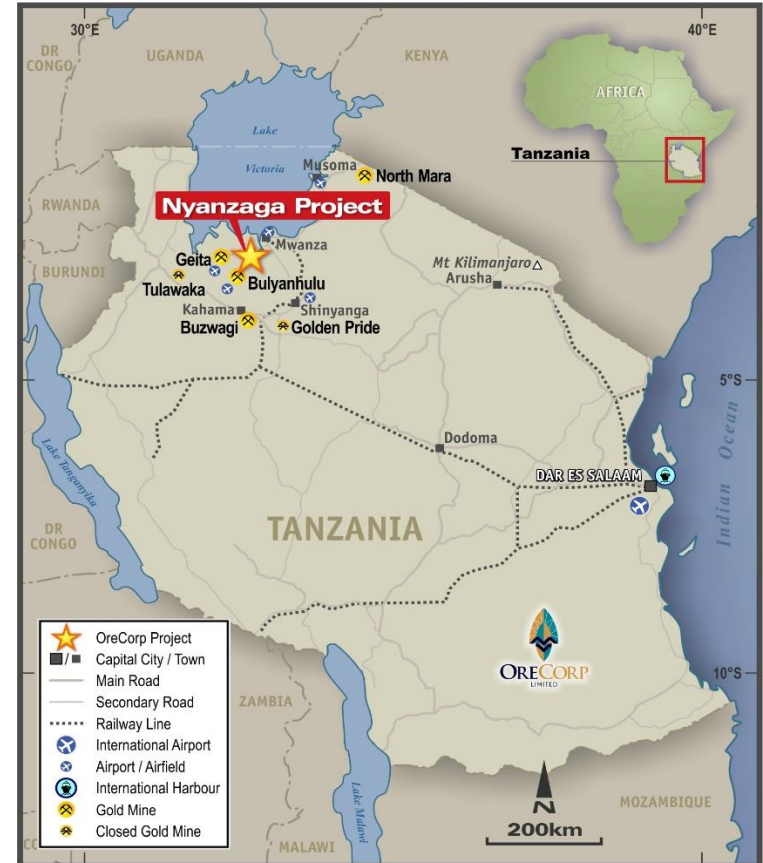 30°E
40°E
DR
CONGO
UGANDA
KENYA
AFRICA
Tanzania
Lake
Victoria
Musoma
North Mara
RWANDA
Nyanzaga Project
Mwanza
Geita
BURUNDI
Mt Kilimanjaro
Arusha
Tulawaka
Bulyanhulu
Kahama
Shinyanga
Buzwagi
Golden Pride
5°S
Lake Tanganyika
Dodoma
DAR ES SALAAM
Indian Ocean
DR
CONGO
TANZANIA
ORECORP
LIMITED
10°S
ZAMBIA
OreCorp Project
/
Capital City / Town
Main Road
Secondary Road
Railway Line
International Airport
Airport / Airfield
International Harbour
Gold Mine
Closed Gold Mine
Lake Malawi
N
200km
MOZAMBIQUE
MALAWI